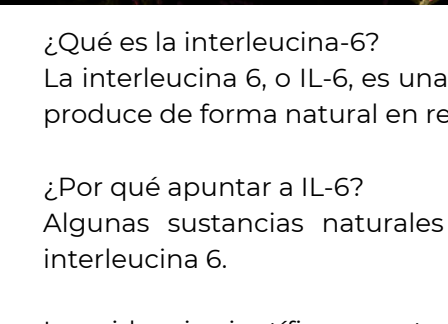 ¿Qué es la interleucina-6?
La interleucina 6, o IL-6, es una
produce de forma natural en re
¿Por qué apuntar a IL-6?
Algunas sustancias naturales
interleucina 6.